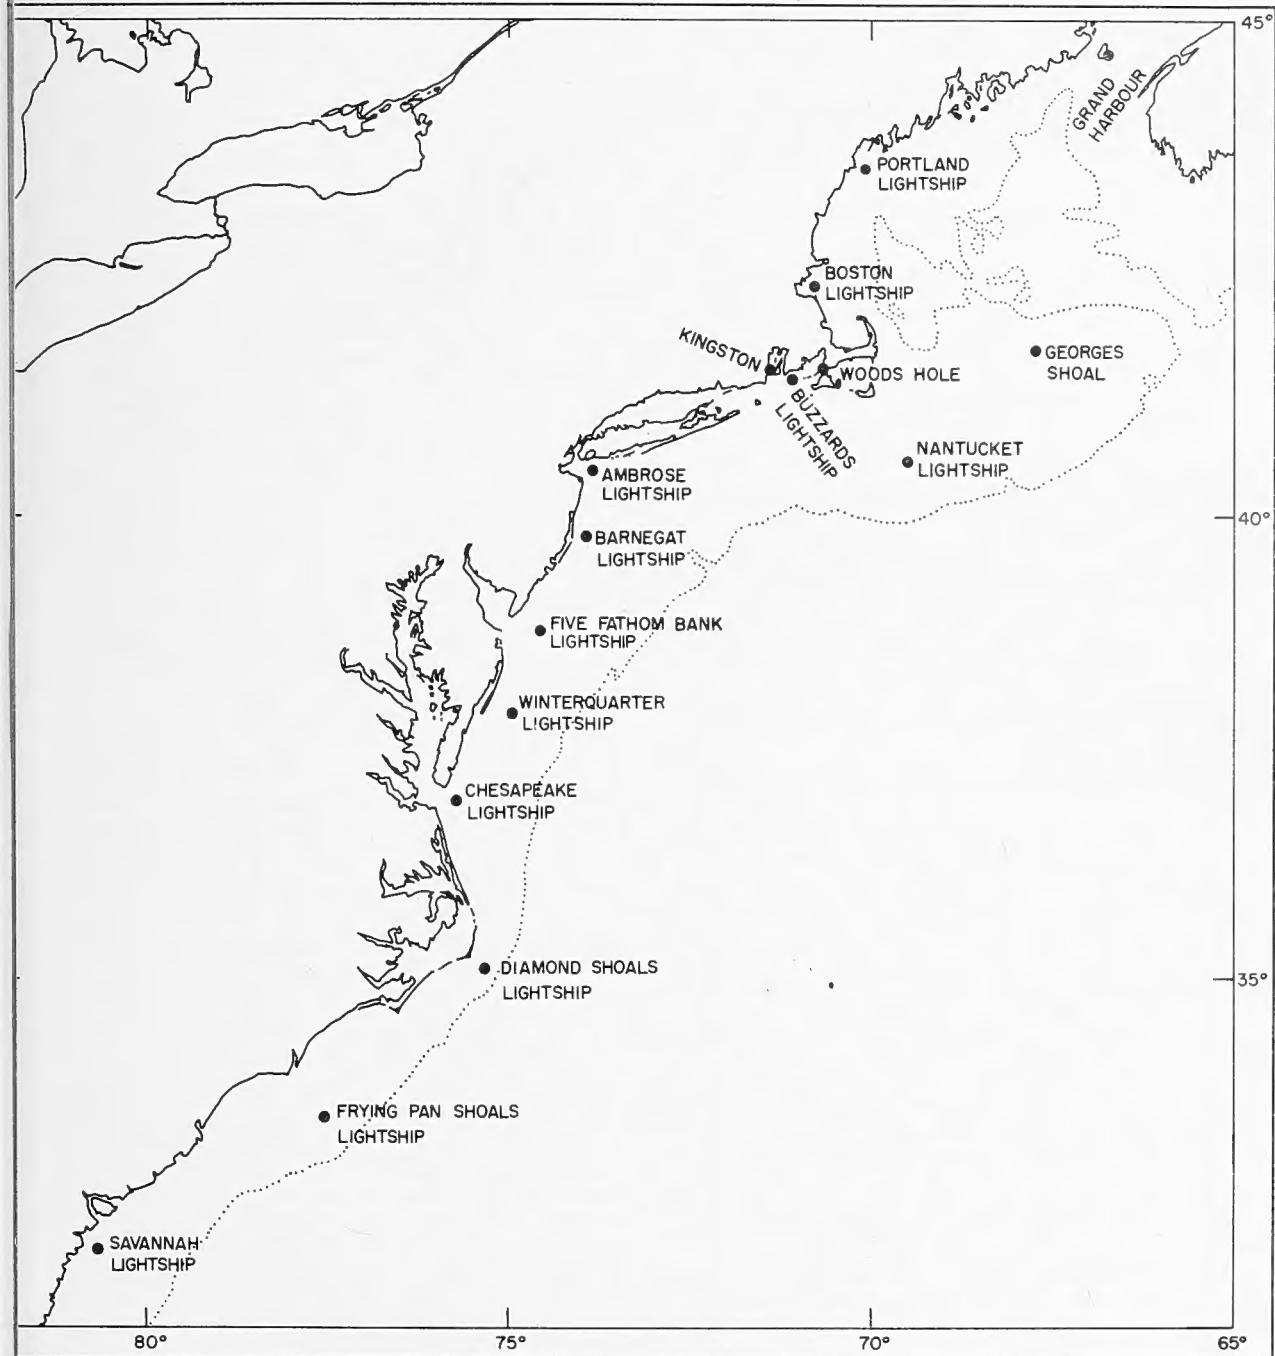 45°
GRAND
HARBOUR
PORTLAND
LIGHTSHIP
BOSTON
LIGHTSHIP
KINGSTON
GEORGES
SHOAL
WOODS HOLE
BUZZARDS
LIGHTSHIP
NANTUCKET
LIGHTSHIP
AMBROSE
LIGHTSHIP
40°
BARNEGAT
LIGHTSHIP
FIVE FATHOM BANK
LIGHTSHIP
WINTERQUARTER
LIGHTSHIP
CHESAPEAKE
LIGHTSHIP
DIAMOND SHOALS
LIGHTSHIP
35°
FRYING PAN SHOALS
LIGHTSHIP
SAVANNAH
LIGHTSHIP
80° 75° 70° 65°